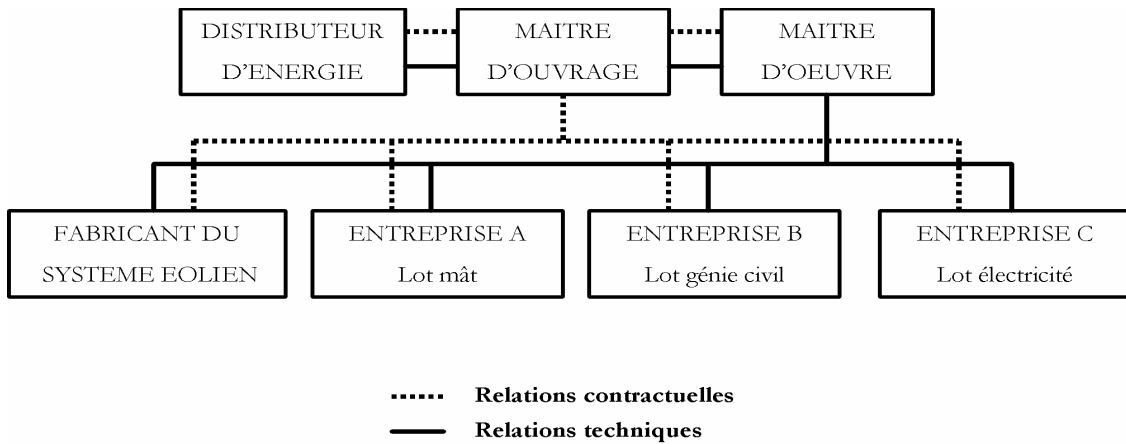 DISTRIBUTEUR
D'ENERGIE
MAITRE
D'OUVRAGE
MAITRE
D'OEUVRE
FABRICANT DU
SYSTEME EOLIEN
ENTREPRISE A
Lot mât
ENTREPRISE B
Lot génie civil
ENTREPRISE C
Lot électricité
Relations contractuelles
Relations techniques